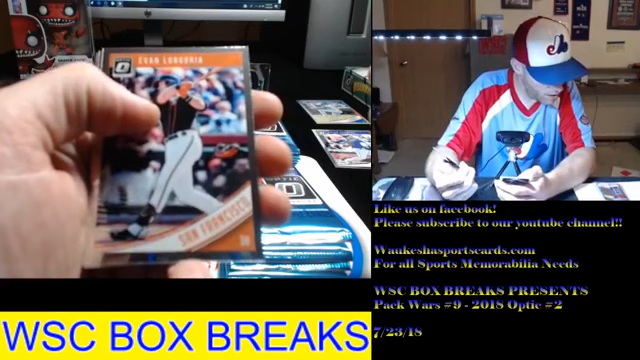 EVAN LONGORIA
SAN FRANCISCO
Like us on facebook!
Please subscribe to our youtube channel!!
Waukeshasportscards.com
For all Sports Memorabilia Needs
WSC BOX BREAKS PRESENTS
Pack Wars #9 - 2018 Optic #2
7/23/18
WSC BOX BREAKS